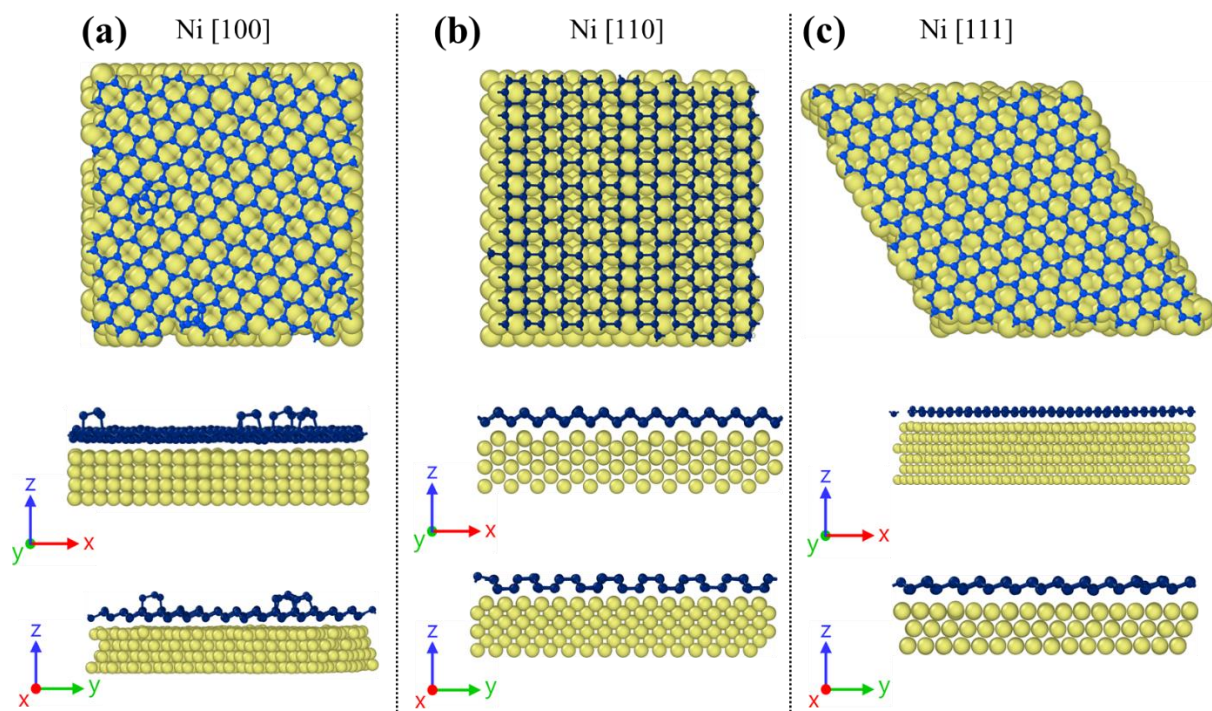 (a) Ni [100]
(b) Ni [110]
(c) Ni [111]
z
y x
z
y x
z
y x
z
x y
z
x y
z
x y